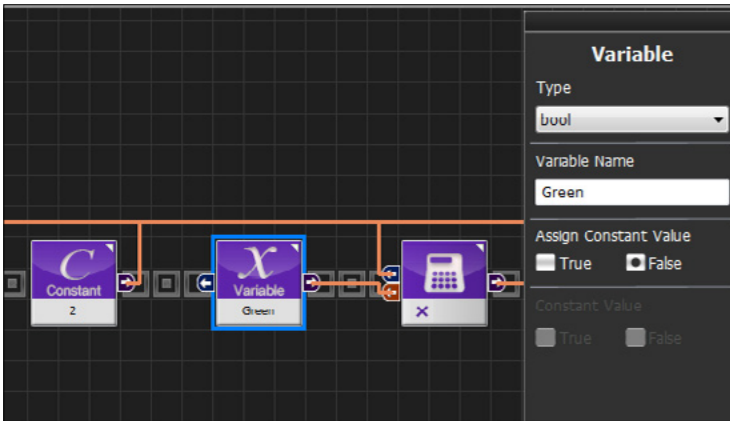 Variable
Type
bool
Variable Name
Green
Assign Constant Value
True False
Constant Value
True False
C
Constant
2
X
Variable
Green
×